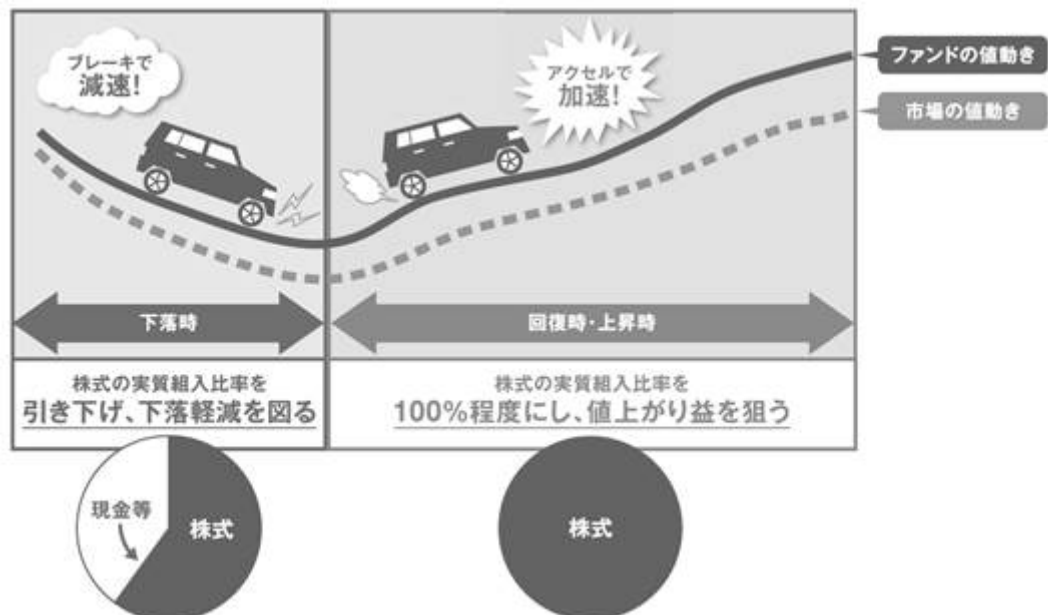 ブレーキで
減速!
アクセルで
加速!
ファンドの値動き
市場の値動き
下落時
回復時・上昇時
株式の実質組入比率を
引き下げ、下落軽減を図る
株式の実質組入比率を
100%程度にし、値上がり益を狙う
現金等
株式
株式